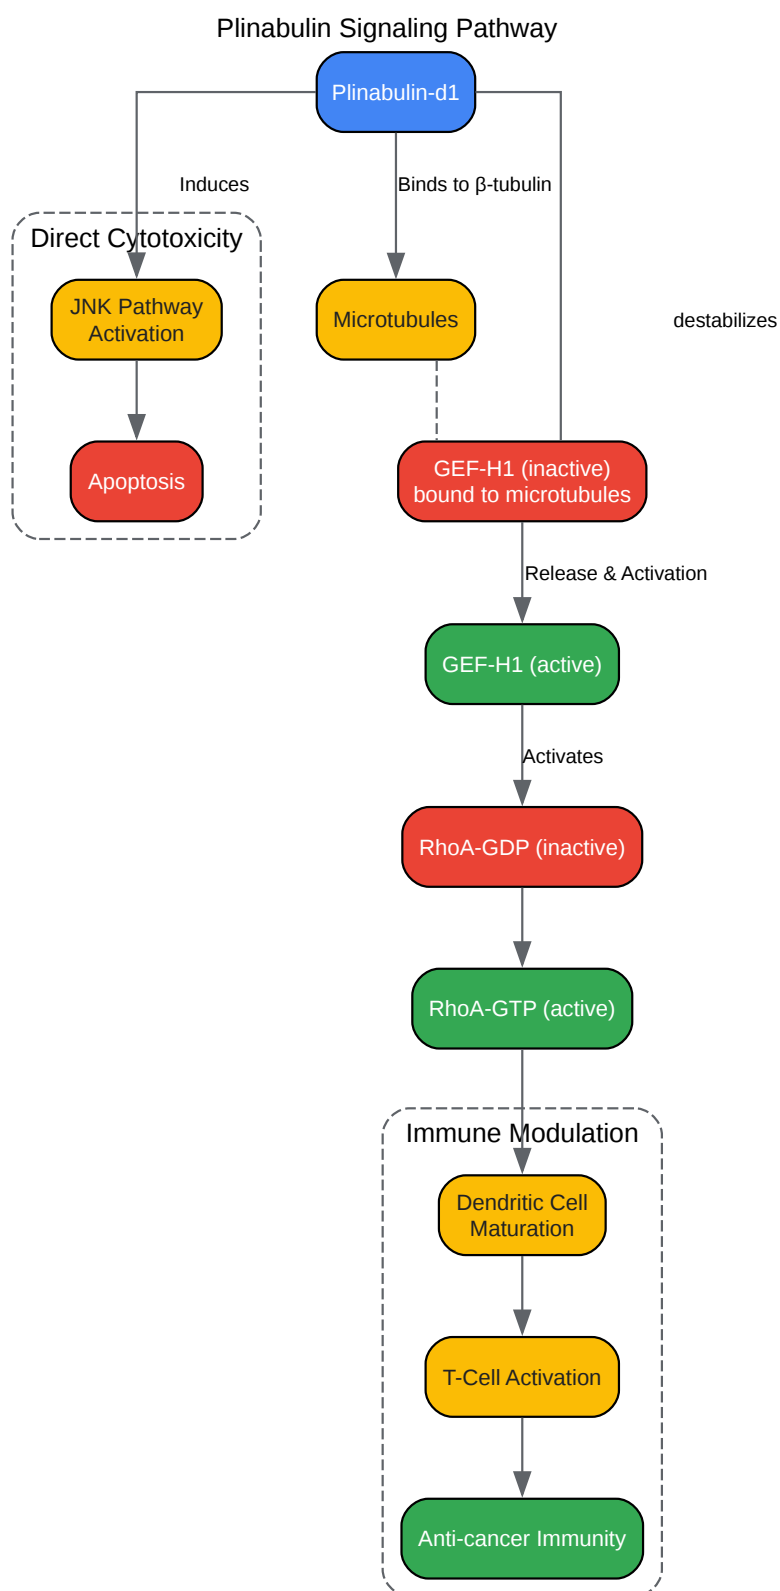 Plinabulin Signaling Pathway
Plinabulin-d1
Induces
Binds to β-tubulin
Direct Cytotoxicity
JNK Pathway
Activation
Microtubules
destabilizes
Apoptosis
GEF-H1 (inactive)
bound to microtubules
Release & Activation
GEF-H1 (active)
Activates
RhoA-GDP (inactive)
RhoA-GTP (active)
Immune Modulation
Dendritic Cell
Maturation
T-Cell Activation
Anti-cancer Immunity